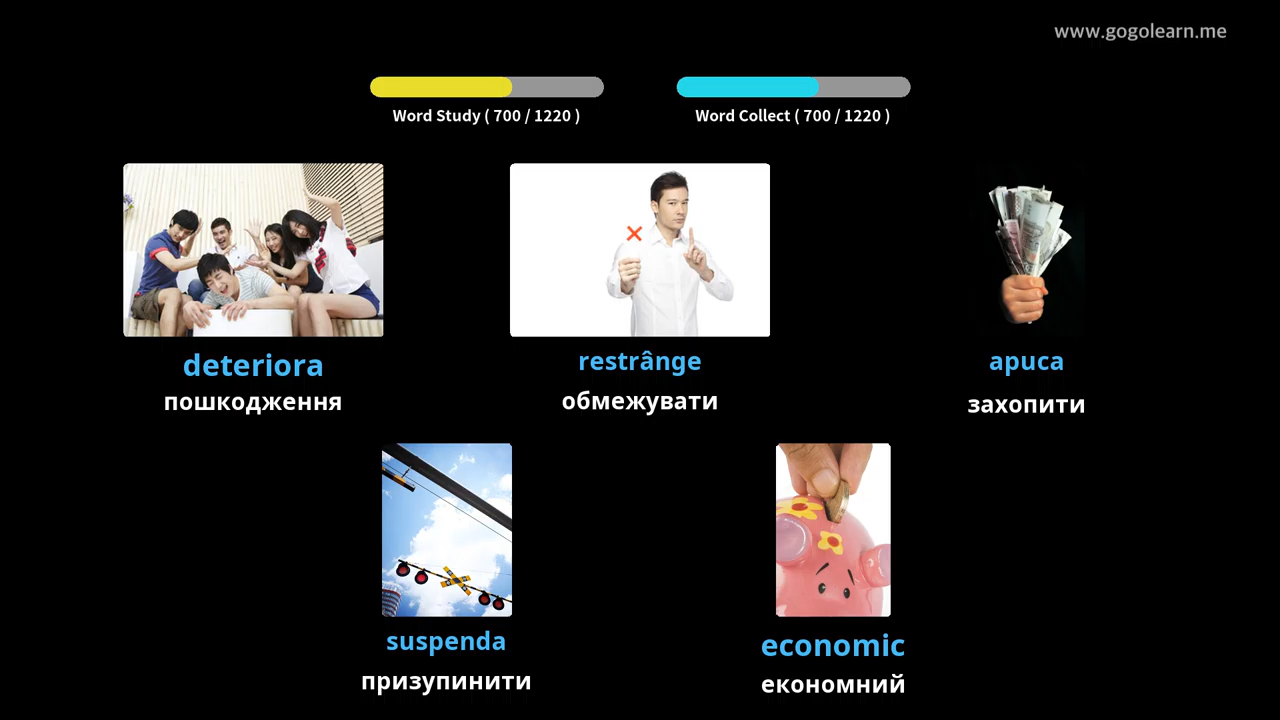 www.gogolearn.me
Word Study ( 700 / 1220 )
Word Collect ( 700 / 1220 )
deteriora
пошкодження
restrânge
обмежувати
apuca
захопити
suspenda
призупинити
economic
економний